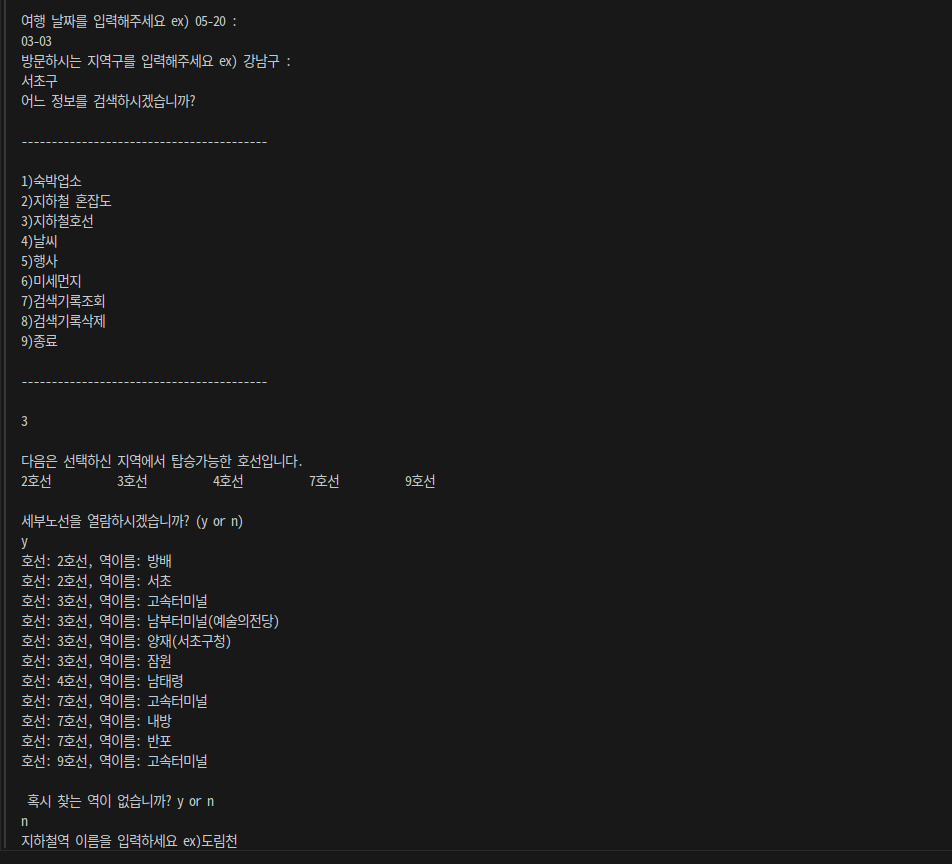 여행 날짜를 입력해주세요 ex) 05-20 :
03-03
방문하시는 지역구를 입력해주세요 ex) 강남구 :
서초구
어느 정보를 검색하시겠습니까?
-----------------------------------------
1)숙박업소
2)지하철 혼잡도
3)지하철호선
4)날씨
5)행사
6)미세먼지
7)검색기록조회
8)검색기록삭제
9)종료
-----------------------------------------
3
다음은 선택하신 지역에서 탑승가능한 호선입니다.
2호선 3호선 4호선 7호선 9호선
세부노선을 열람하시겠습니까? (y or n)
y
호선: 2호선, 역이름: 방배
호선: 2호선, 역이름: 서초
호선: 3호선, 역이름: 고속터미널
호선: 3호선, 역이름: 남부터미널(예술의전당)
호선: 3호선, 역이름: 양재(서초구청)
호선: 3호선, 역이름: 잠원
호선: 4호선, 역이름: 남태령
호선: 7호선, 역이름: 고속터미널
호선: 7호선, 역이름: 내방
호선: 7호선, 역이름: 반포
호선: 9호선, 역이름: 고속터미널
혹시 찾는 역이 없습니까? y or n
n
지하철역 이름을 입력하세요 ex)도림천